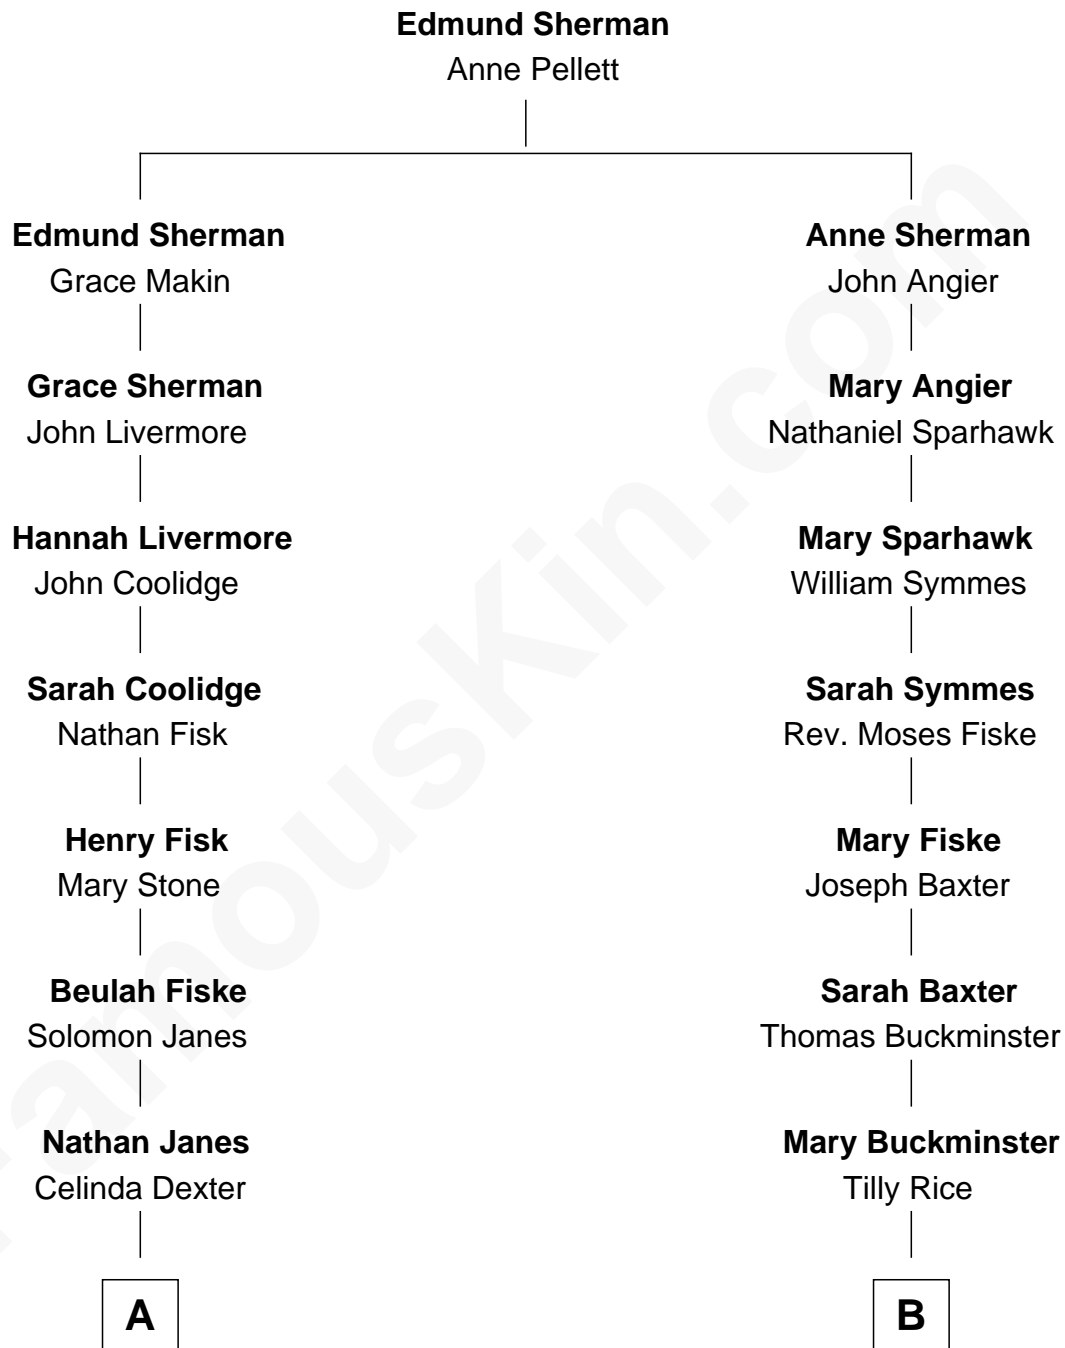 Edmund Sherman
Anne Pellett
Edmund Sherman
Grace Makin
Anne Sherman
John Angier
Grace Sherman
John Livermore
Mary Angier
Nathaniel Sparhawk
Hannah Livermore
John Coolidge
Mary Sparhawk
William Symmes
Sarah Coolidge
Nathan Fisk
Sarah Symmes
Rev. Moses Fiske
Henry Fisk
Mary Stone
Mary Fiske
Joseph Baxter
Beulah Fiske
Solomon Janes
Sarah Baxter
Thomas Buckminster
Nathan Janes
Celinda Dexter
Mary Buckminster
Tilly Rice
A
B
FamousKin.com